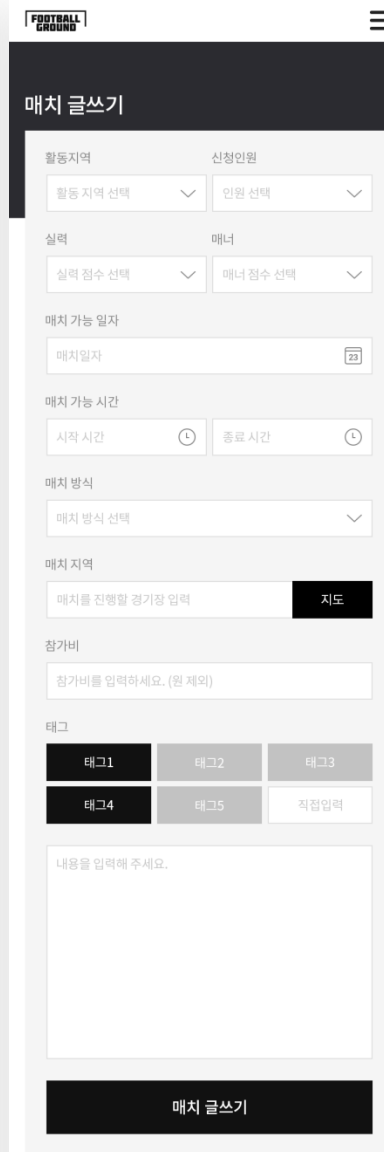 FOOTBALL
GROUND
매치 글쓰기
활동지역 신청인원
활동 지역 선택 인원 선택
실력 매너
실력 점수 선택 매너 점수 선택
매치 가능 일자
매치일자 23
매치 가능 시간
시작 시간 종료 시간
매치 방식
매치 방식 선택
매치 지역
매치를 진행할 경기장 입력 지도
참가비
참가비를 입력하세요. (원 제외)
태그
태그1 태그2 태그3
태그4 태그5 직접입력
내용을 입력해 주세요.
매치 글쓰기